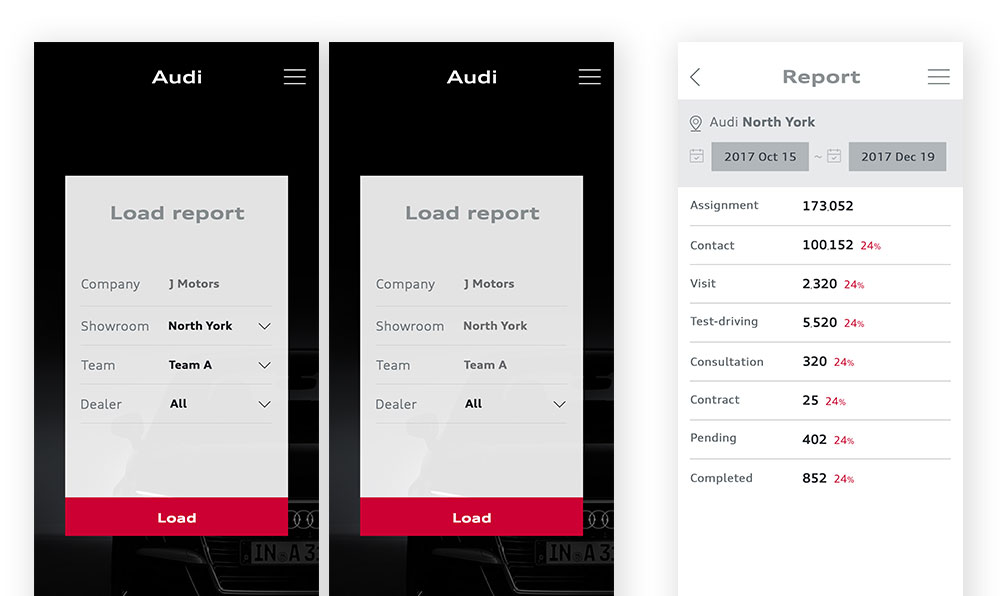 Audi
Load report
Company J Motors
Showroom North York
Team Team A
Dealer All
Load
IN A 3
Audi
Load report
Company J Motors
Showroom North York
Team Team A
Dealer All
Load
IN A 3
Report
Audi North York
2017 Oct 15 ~ 2017 Dec 19
Assignment 173,052
Contact 100,152 24%
Visit 2,320 24%
Test-driving 5,520 24%
Consultation 320 24%
Contract 25 24%
Pending 402 24%
Completed 852 24%